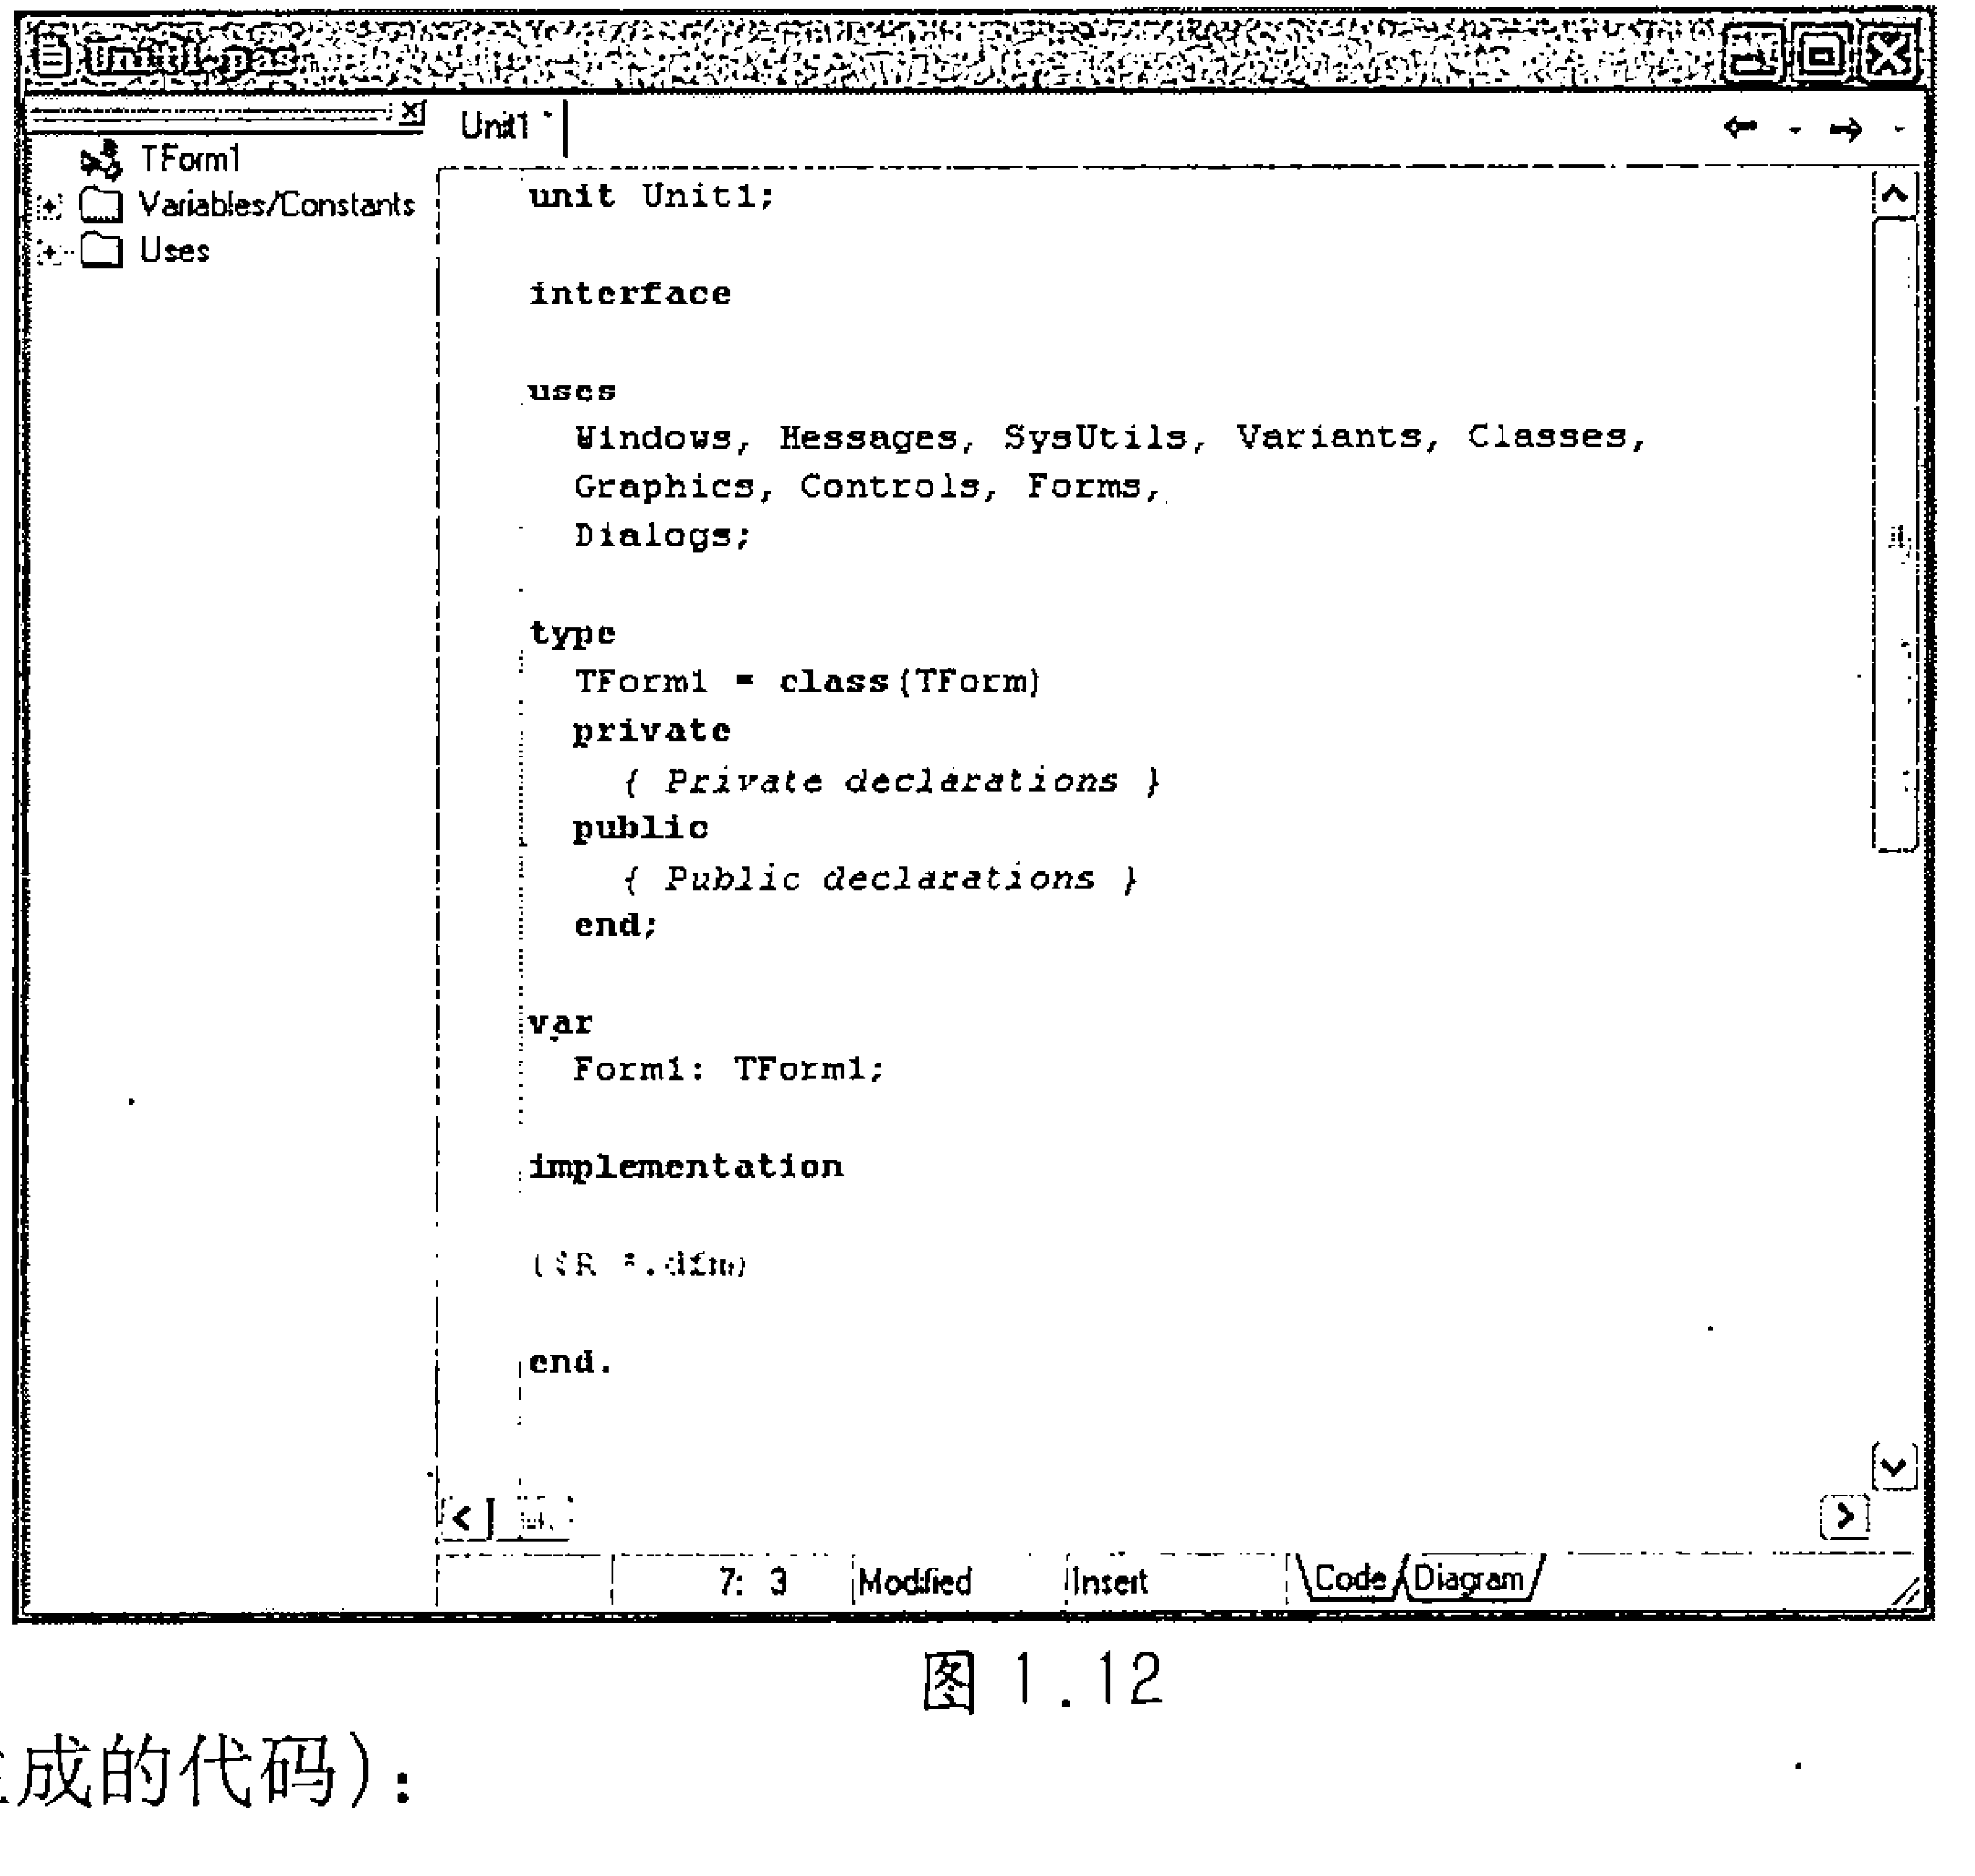 Unit1.pas
TForm1
Variables/Constants
Uses
Unit1
unit Unit1;
interface
uses
Windows, Messages, SysUtils, Variants, Classes,
Graphics, Controls, Forms,
Dialogs;
type
TForm1 = class(TForm)
private
{ Private declarations }
public
{ Public declarations }
end;
var
Form1: TForm1;
implementation
{$R *.dfm}
end.
7: 3 Modified Insert Code Diagram
图 1.12
成的代码):